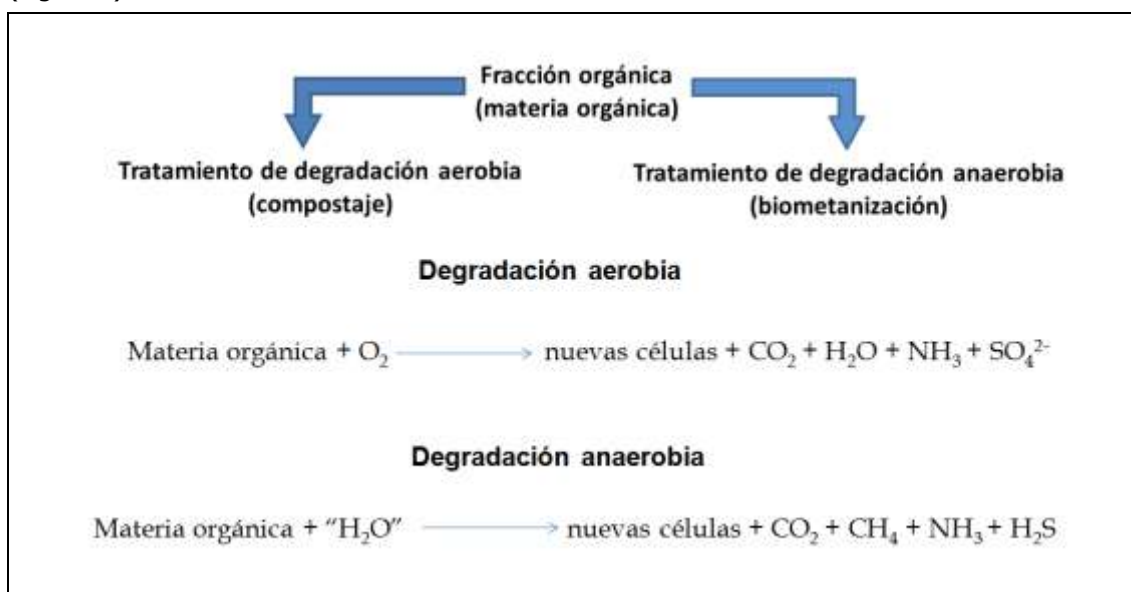 Fracción orgánica
(materia orgánica)
Tratamiento de degradación aerobia
(compostaje)
Tratamiento de degradación anaerobia
(biometanización)
Degradación aerobia
Materia orgánica + O₂ → nuevas células + CO₂ + H₂O + NH₃ + SO₄²⁻
Degradación anaerobia
Materia orgánica + “H₂O” → nuevas células + CO₂ + CH₄ + NH₃ + H₂S